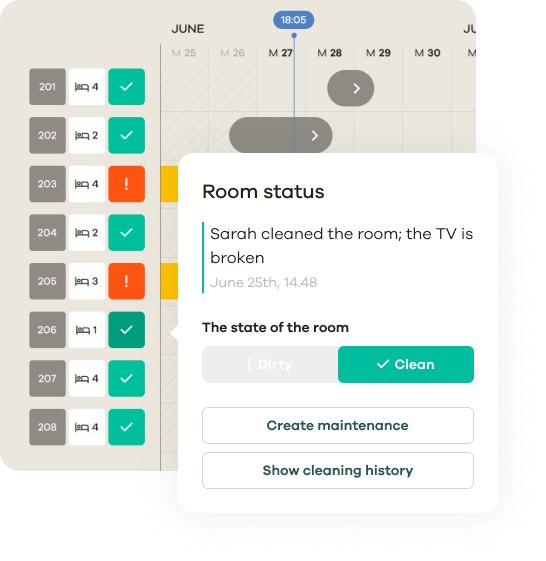 18:05
JUNE
JU
M 25 M 26 M 27 M 28 M 29 M 30 M
201 4
202 2
203 4 !
204 2
205 3 !
206 1
207 4
208 4
Room status
Sarah cleaned the room; the TV is
broken
June 25th, 14.48
The state of the room
! Dirty Clean
Create maintenance
Show cleaning history